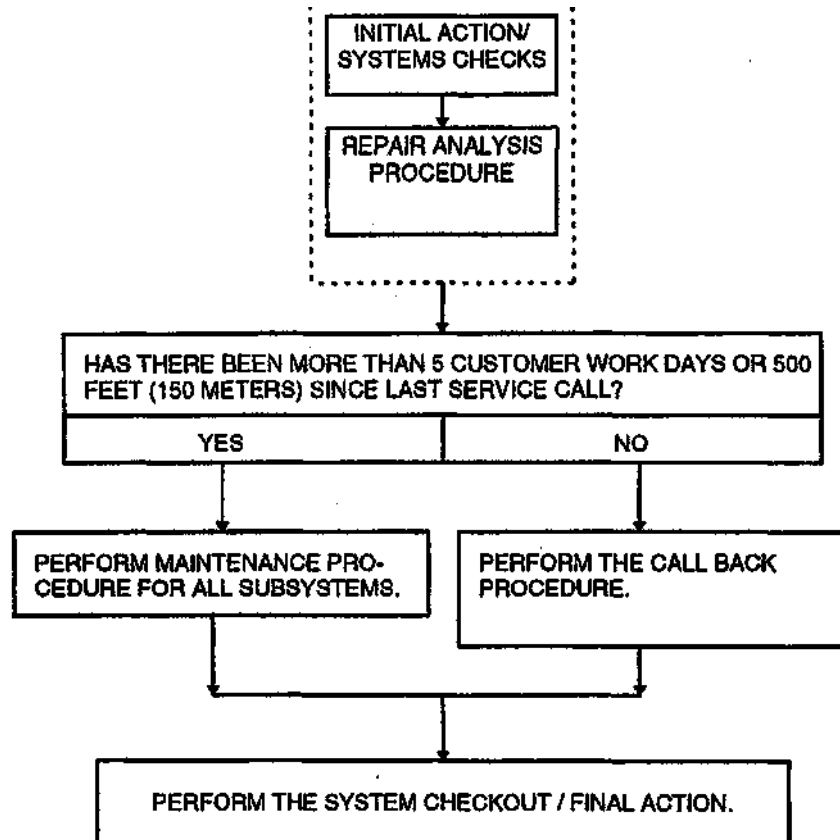 INITIAL ACTION/
SYSTEMS CHECKS
REPAIR ANALYSIS
PROCEDURE
HAS THERE BEEN MORE THAN 5 CUSTOMER WORK DAYS OR 500
FEET (150 METERS) SINCE LAST SERVICE CALL?
YES
NO
PERFORM MAINTENANCE PRO-
CEDURE FOR ALL SUBSYSTEMS.
PERFORM THE CALL BACK
PROCEDURE.
PERFORM THE SYSTEM CHECKOUT / FINAL ACTION.